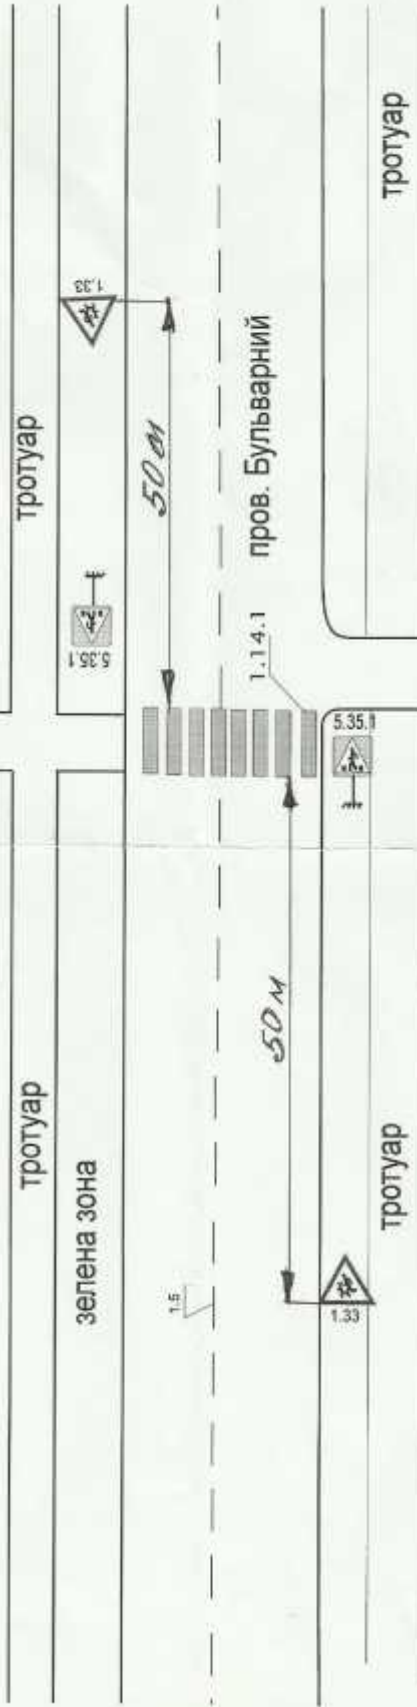 тротуар
тротуар
зелена зона
1.33
5.35.1
50 м
1.5
50 м
пров. Бульварний
1.14.1
5.35.1
1.33
тротуар
тротуар